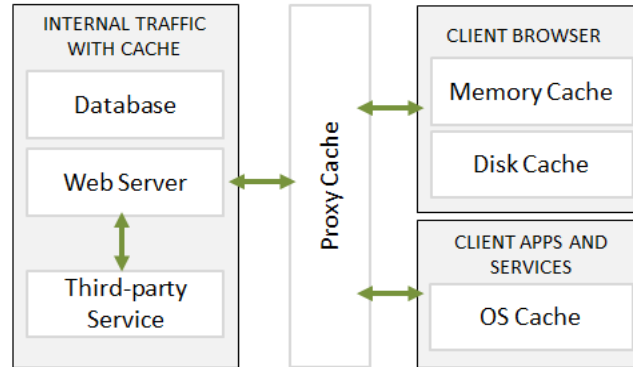 INTERNAL TRAFFIC
WITH CACHE
Database
Web Server
Third-party
Service
Proxy Cache
CLIENT BROWSER
Memory Cache
Disk Cache
CLIENT APPS AND
SERVICES
OS Cache